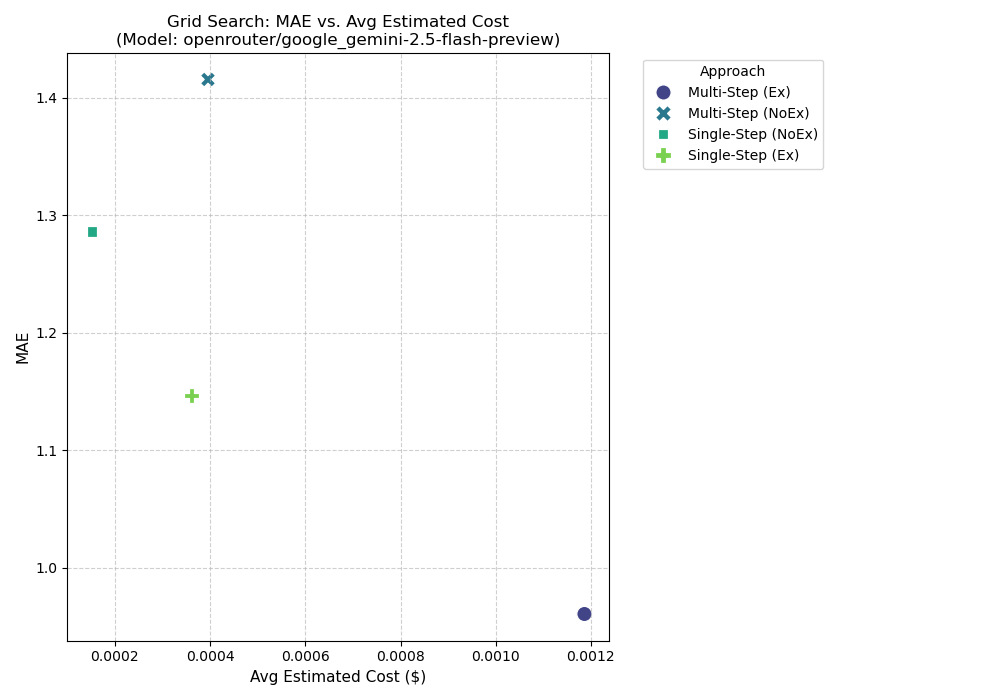 Grid Search: MAE vs. Avg Estimated Cost
(Model: openrouter/google_gemini-2.5-flash-preview)
Approach
Multi-Step (Ex)
Multi-Step (NoEx)
Single-Step (NoEx)
Single-Step (Ex)
MAE
1.4
1.3
1.2
1.1
1.0
0.0002 0.0004 0.0006 0.0008 0.0010 0.0012
Avg Estimated Cost ($)